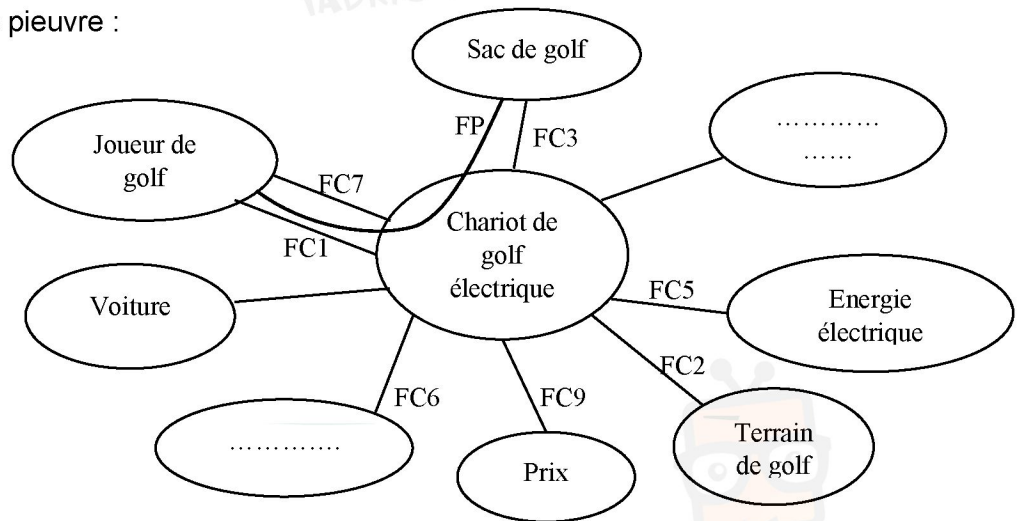 pieuvre :
Sac de golf
…………
……
Joueur de
golf
FP
FC3
FC7
FC1
Chariot de
golf
électrique
Voiture
FC5
Energie
électrique
FC2
FC6
FC9
………….
Prix
Terrain
de golf